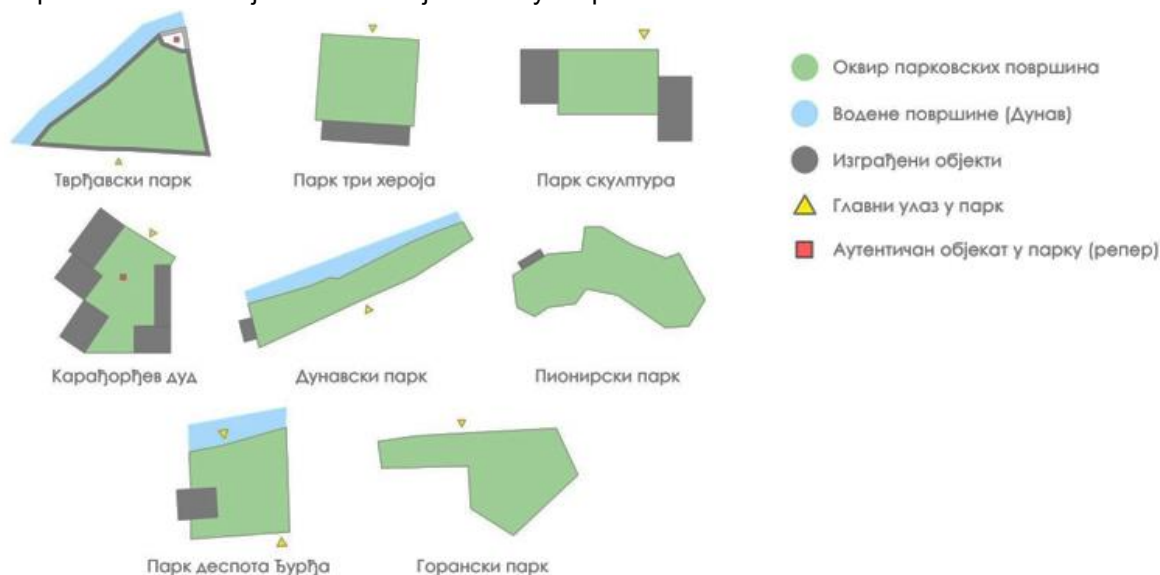 Тврђавски парк
Парк три хероја
Парк скулптура
Карађорђев дуд
Дунавски парк
Пионирски парк
Парк деспота Ђурђа
Горански парк
Оквир парковских површина
Водене површине (Дунав)
Изграђени објекти
Главни улаз у парк
Аутентичан објекат у парку (репер)